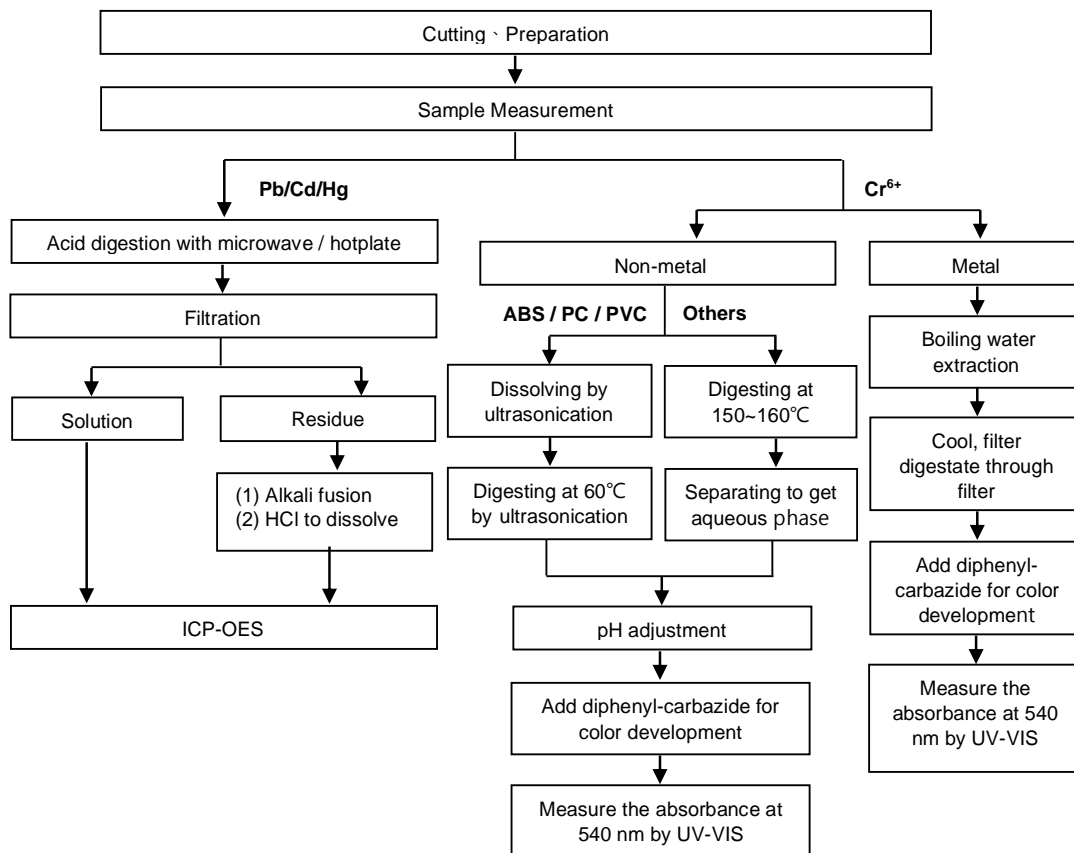 Cutting、Preparation
Sample Measurement
Pb/Cd/Hg
Cr⁶⁺
Acid digestion with microwave / hotplate
Non-metal
Metal
Filtration
ABS / PC / PVC
Others
Boiling water
extraction
Solution
Residue
Dissolving by
ultrasonication
Digesting at
150~160℃
Cool, filter
digestate through
filter
(1) Alkali fusion
(2) HCl to dissolve
Digesting at 60℃
by ultrasonication
Separating to get
aqueous phase
Add diphenyl-
carbazide for color
development
ICP-OES
pH adjustment
Measure the
absorbance at 540
nm by UV-VIS
Add diphenyl-carbazide for
color development
Measure the absorbance at
540 nm by UV-VIS